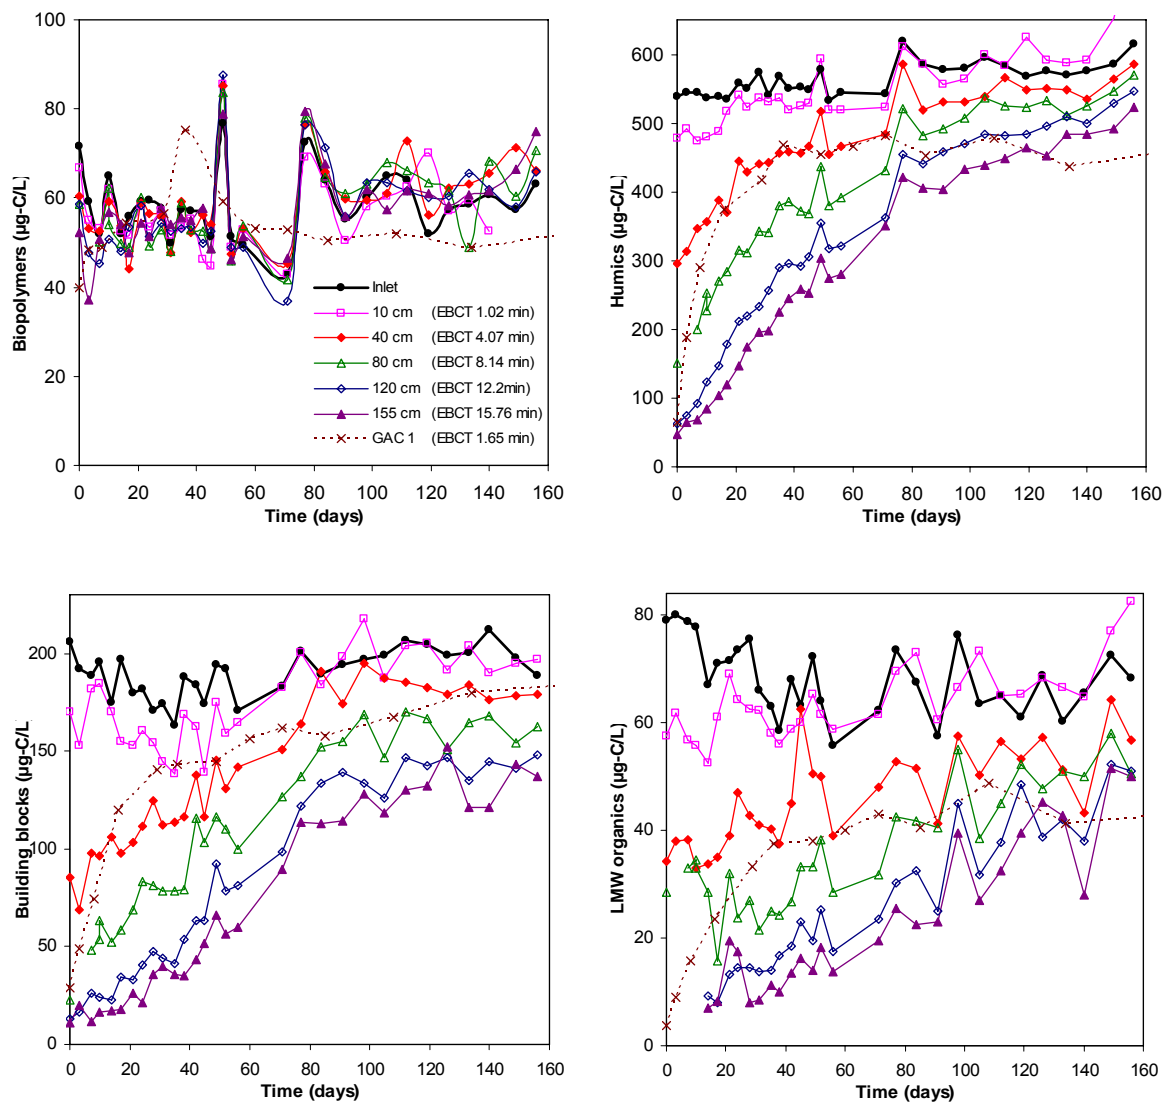 100
80
60
40
20
0
0 20 40 60 80 100 120 140 160
Time (days)
Biopolymers (µg-C/L)
Inlet
10 cm (EBCT 1.02 min)
40 cm (EBCT 4.07 min)
80 cm (EBCT 8.14 min)
120 cm (EBCT 12.2min)
155 cm (EBCT 15.76 min)
GAC 1 (EBCT 1.65 min)
600
500
400
300
200
100
0
0 20 40 60 80 100 120 140 160
Time (days)
Humics (µg-C/L)
200
150
100
50
0
0 20 40 60 80 100 120 140 160
Time (days)
Building blocks (µgC/L)
80
60
40
20
0
0 20 40 60 80 100 120 140 160
Time (days)
LMW organics (µg-C/L)